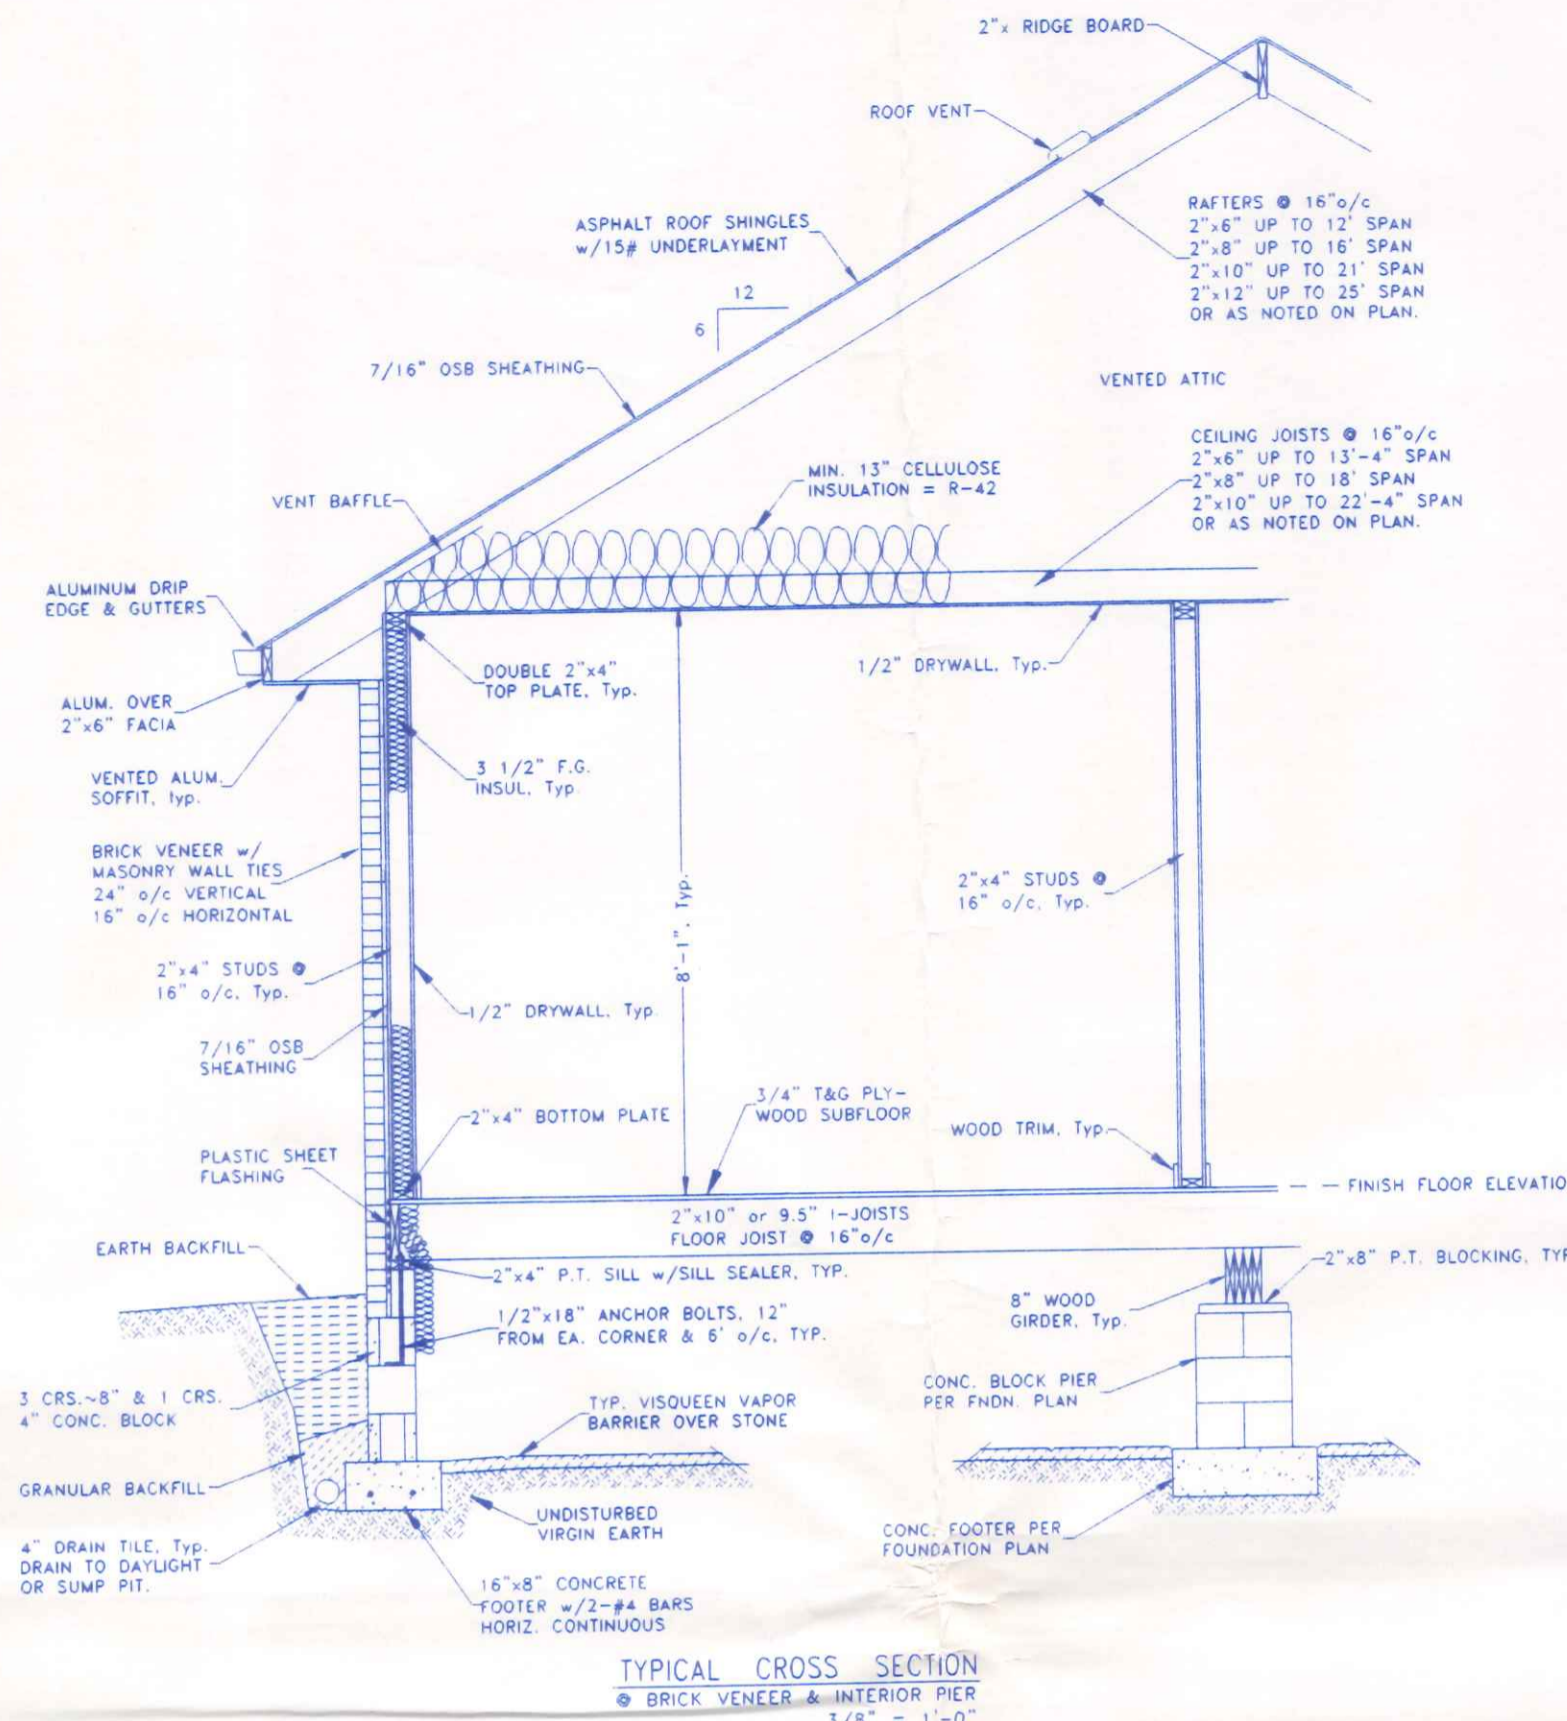 2"x RIDGE BOARD
ROOF VENT
RAFTERS @ 16"o/c
2"x6" UP TO 12' SPAN
2"x8" UP TO 16' SPAN
2"x10" UP TO 21' SPAN
2"x12" UP TO 25' SPAN
OR AS NOTED ON PLAN.
ASPHALT ROOF SHINGLES
w/15# UNDERLAYMENT
12
6
7/16" OSB SHEATHING
VENTED ATTIC
CEILING JOISTS @ 16"o/c
2"x6" UP TO 13'-4" SPAN
2"x8" UP TO 18' SPAN
2"x10" UP TO 22'-4" SPAN
OR AS NOTED ON PLAN.
MIN. 13" CELLULOSE
INSULATION = R-42
VENT BAFFLE
ALUMINUM DRIP
EDGE & GUTTERS
DOUBLE 2"x4"
TOP PLATE, Typ.
1/2" DRYWALL, Typ.
ALUM. OVER
2"x6" FACIA
3 1/2" F.G.
INSUL, Typ
VENTED ALUM.
SOFFIT, typ.
BRICK VENEER w/
MASONRY WALL TIES
24" o/c VERTICAL
16" o/c HORIZONTAL
8'-1", Typ.
2"x4" STUDS @
16" o/c, Typ.
2"x4" STUDS @
16" o/c, Typ.
1/2" DRYWALL, Typ
7/16" OSB
SHEATHING
2"x4" BOTTOM PLATE
3/4" T&G PLY-
WOOD SUBFLOOR
WOOD TRIM, Typ.
PLASTIC SHEET
FLASHING
FINISH FLOOR ELEVATIO
2"x10" or 9.5" I-JOISTS
FLOOR JOIST @ 16"o/c
EARTH BACKFILL
2"x4" P.T. SILL w/SILL SEALER, TYP.
2"x8" P.T. BLOCKING, TYP
1/2"x18" ANCHOR BOLTS, 12"
FROM EA. CORNER & 6' o/c, TYP.
8" WOOD
GIRDER, Typ.
3 CRS.~8" & 1 CRS.
4" CONC. BLOCK
TYP. VISQUEEN VAPOR
BARRIER OVER STONE
CONC. BLOCK PIER
PER FNDN. PLAN
GRANULAR BACKFILL
UNDISTURBED
VIRGIN EARTH
CONC. FOOTER PER
FOUNDATION PLAN
4" DRAIN TILE, Typ.
DRAIN TO DAYLIGHT
OR SUMP PIT.
16"x8" CONCRETE
FOOTER w/2-#4 BARS
HORIZ. CONTINUOUS
TYPICAL CROSS SECTION
@ BRICK VENEER & INTERIOR PIER
3/8" = 1'-0"